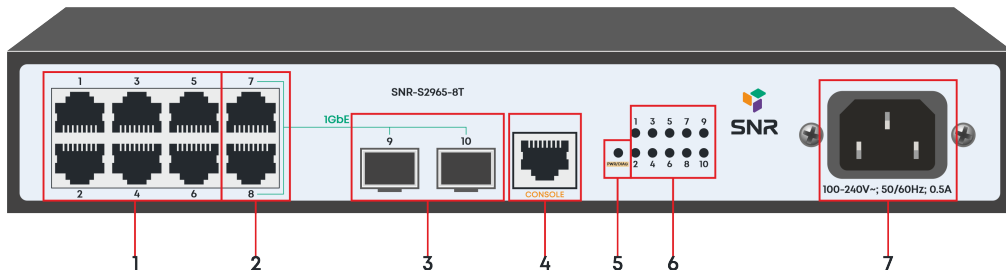 1 3 5 7
SNR-S2965-8T
1GbE
9 10
2 4 6 8
CONSOLE
PWR/DIAG
1 3 5 7 9
2 4 6 8 10
SNR
100-240V~; 50/60Hz; 0.5A
1 2 3 4 5 6 7